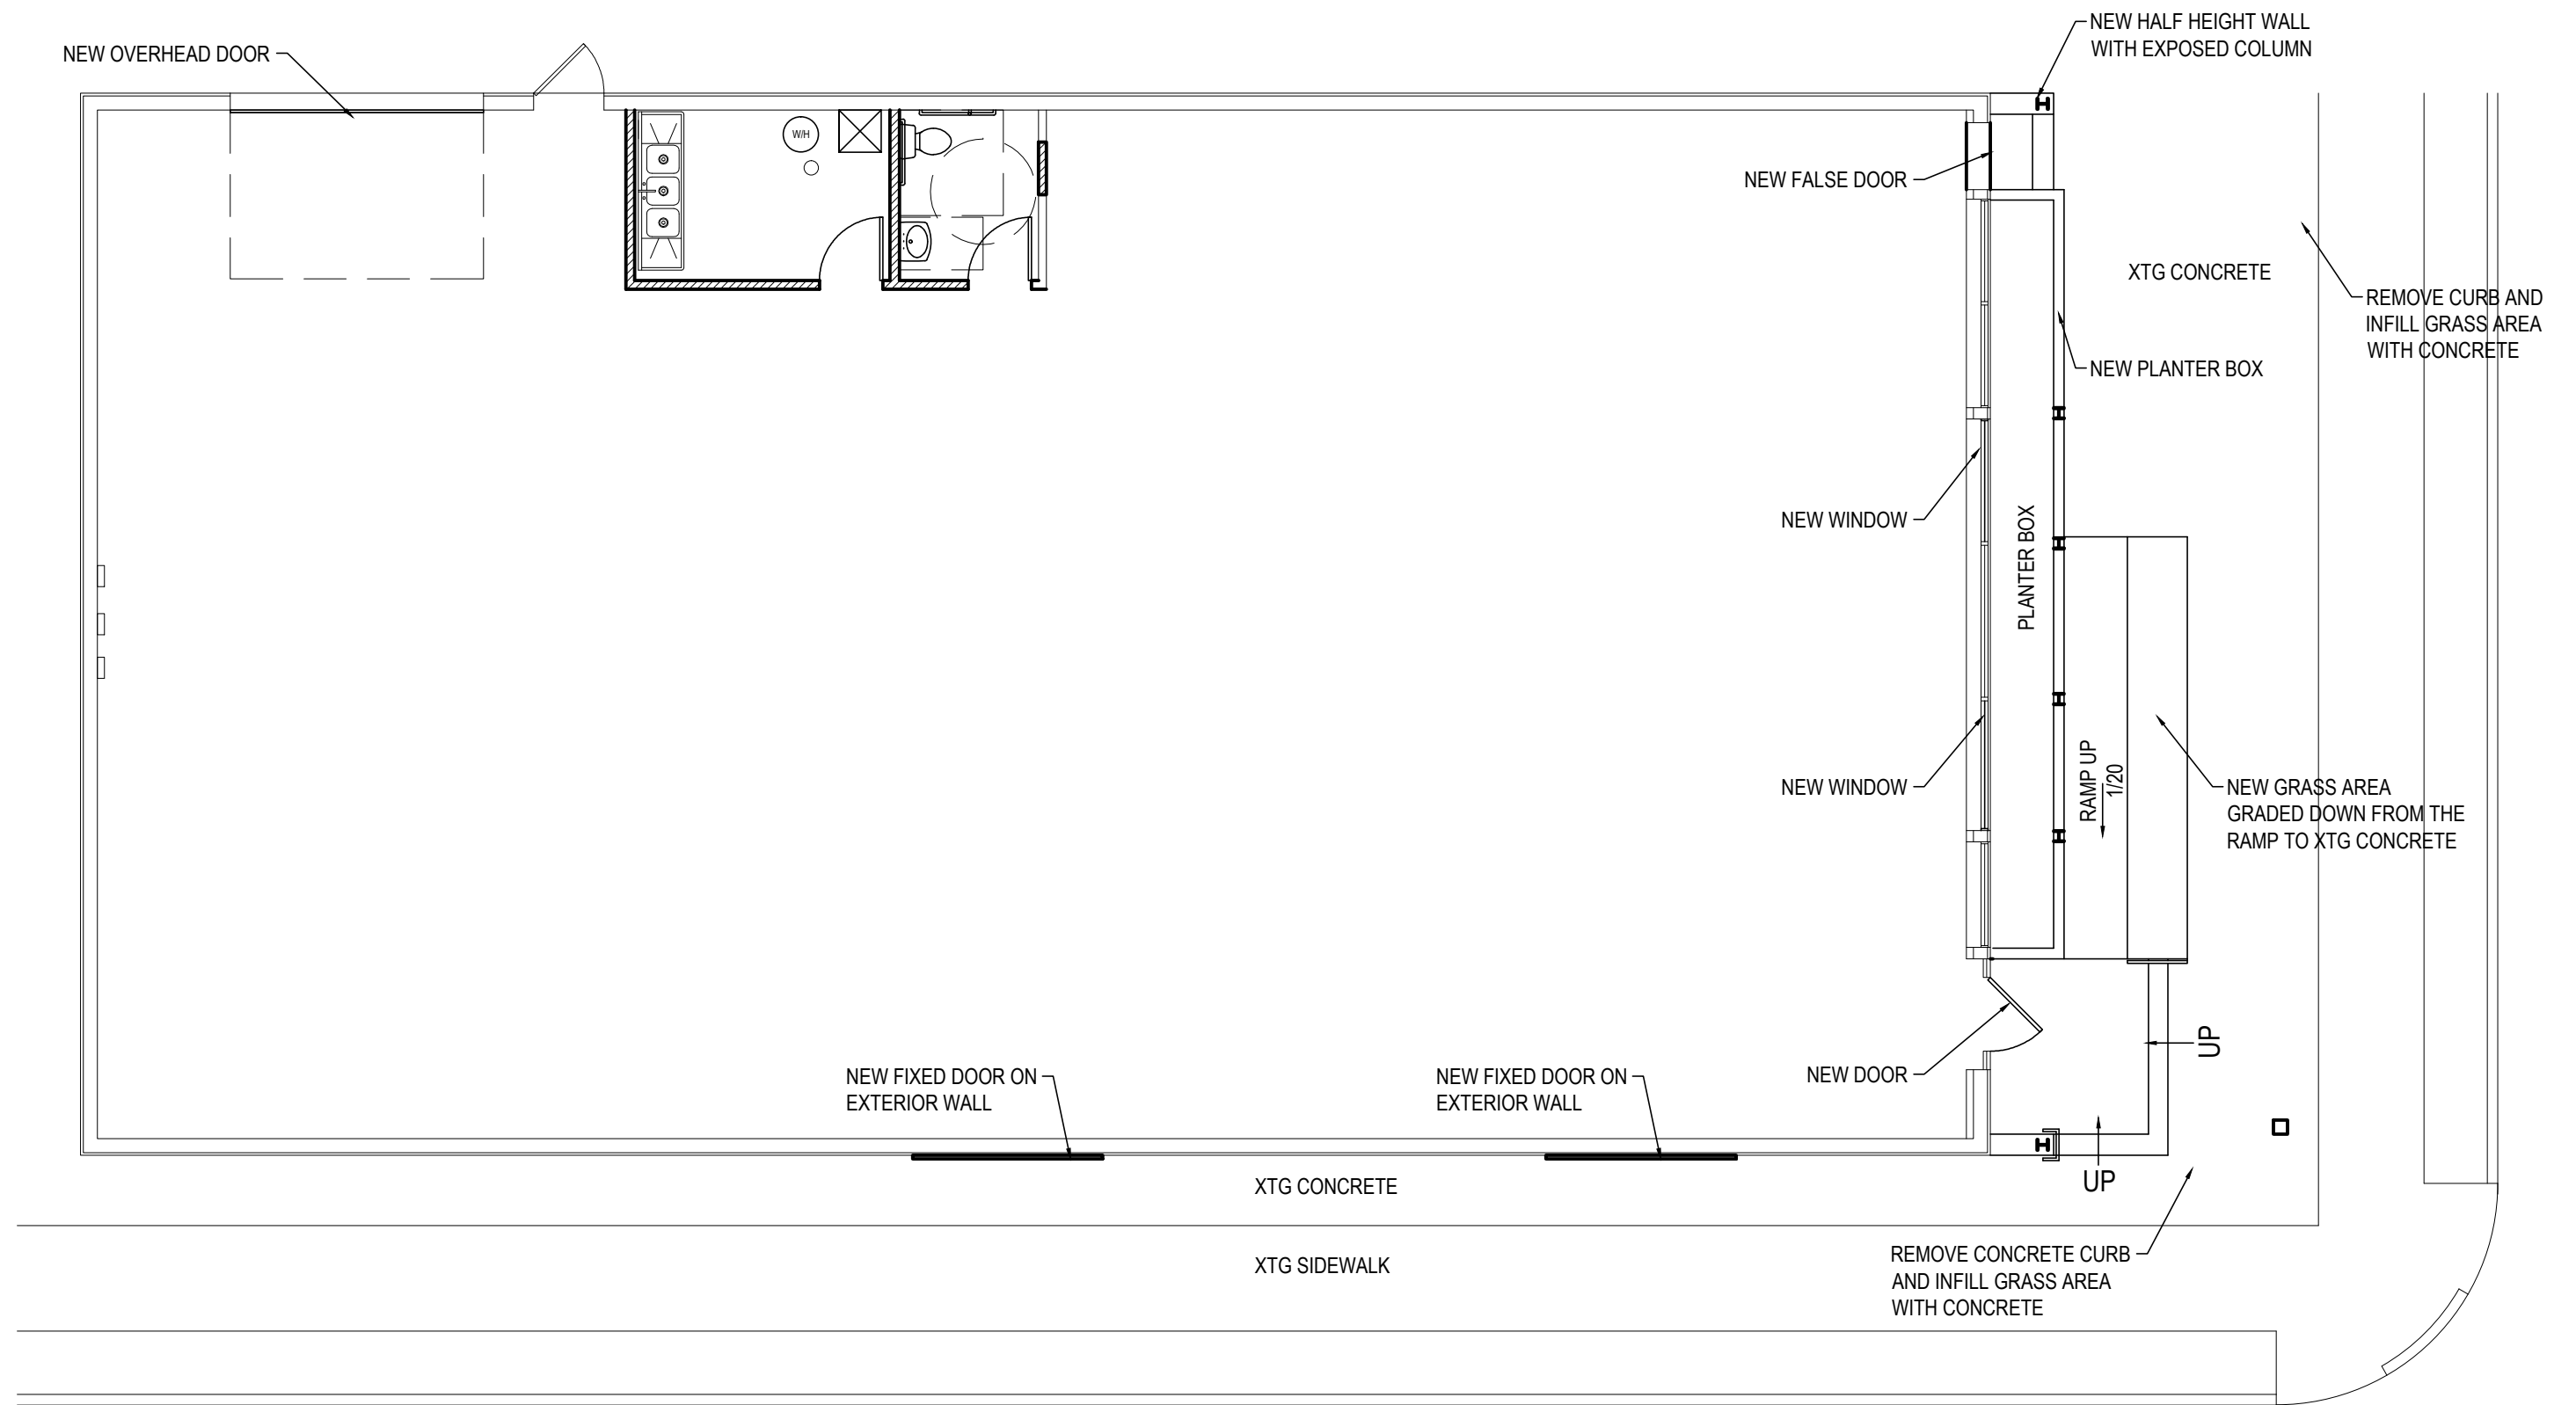 NEW HALF HEIGHT WALL
WITH EXPOSED COLUMN
NEW OVERHEAD DOOR
W/H
NEW FALSE DOOR
XTG CONCRETE
REMOVE CURB AND
INFILL GRASS AREA
WITH CONCRETE
NEW PLANTER BOX
NEW WINDOW
PLANTER BOX
RAMP UP
1/20
NEW WINDOW
NEW GRASS AREA
GRADED DOWN FROM THE
RAMP TO XTG CONCRETE
UP
NEW FIXED DOOR ON
EXTERIOR WALL
NEW FIXED DOOR ON
EXTERIOR WALL
NEW DOOR
UP
XTG CONCRETE
XTG SIDEWALK
REMOVE CONCRETE CURB
AND INFILL GRASS AREA
WITH CONCRETE